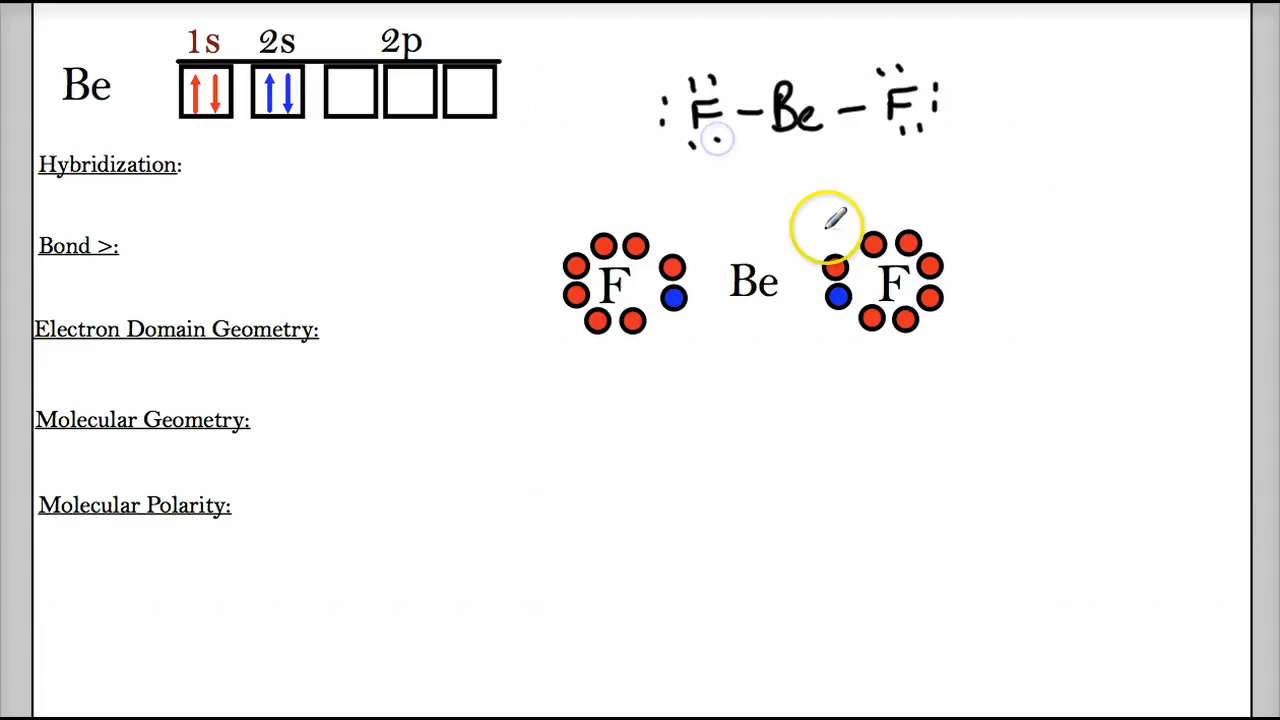 1s 2s 2p
Be
F – Be – F
Hybridization:
Bond >:
F Be F
Electron Domain Geometry:
Molecular Geometry:
Molecular Polarity: